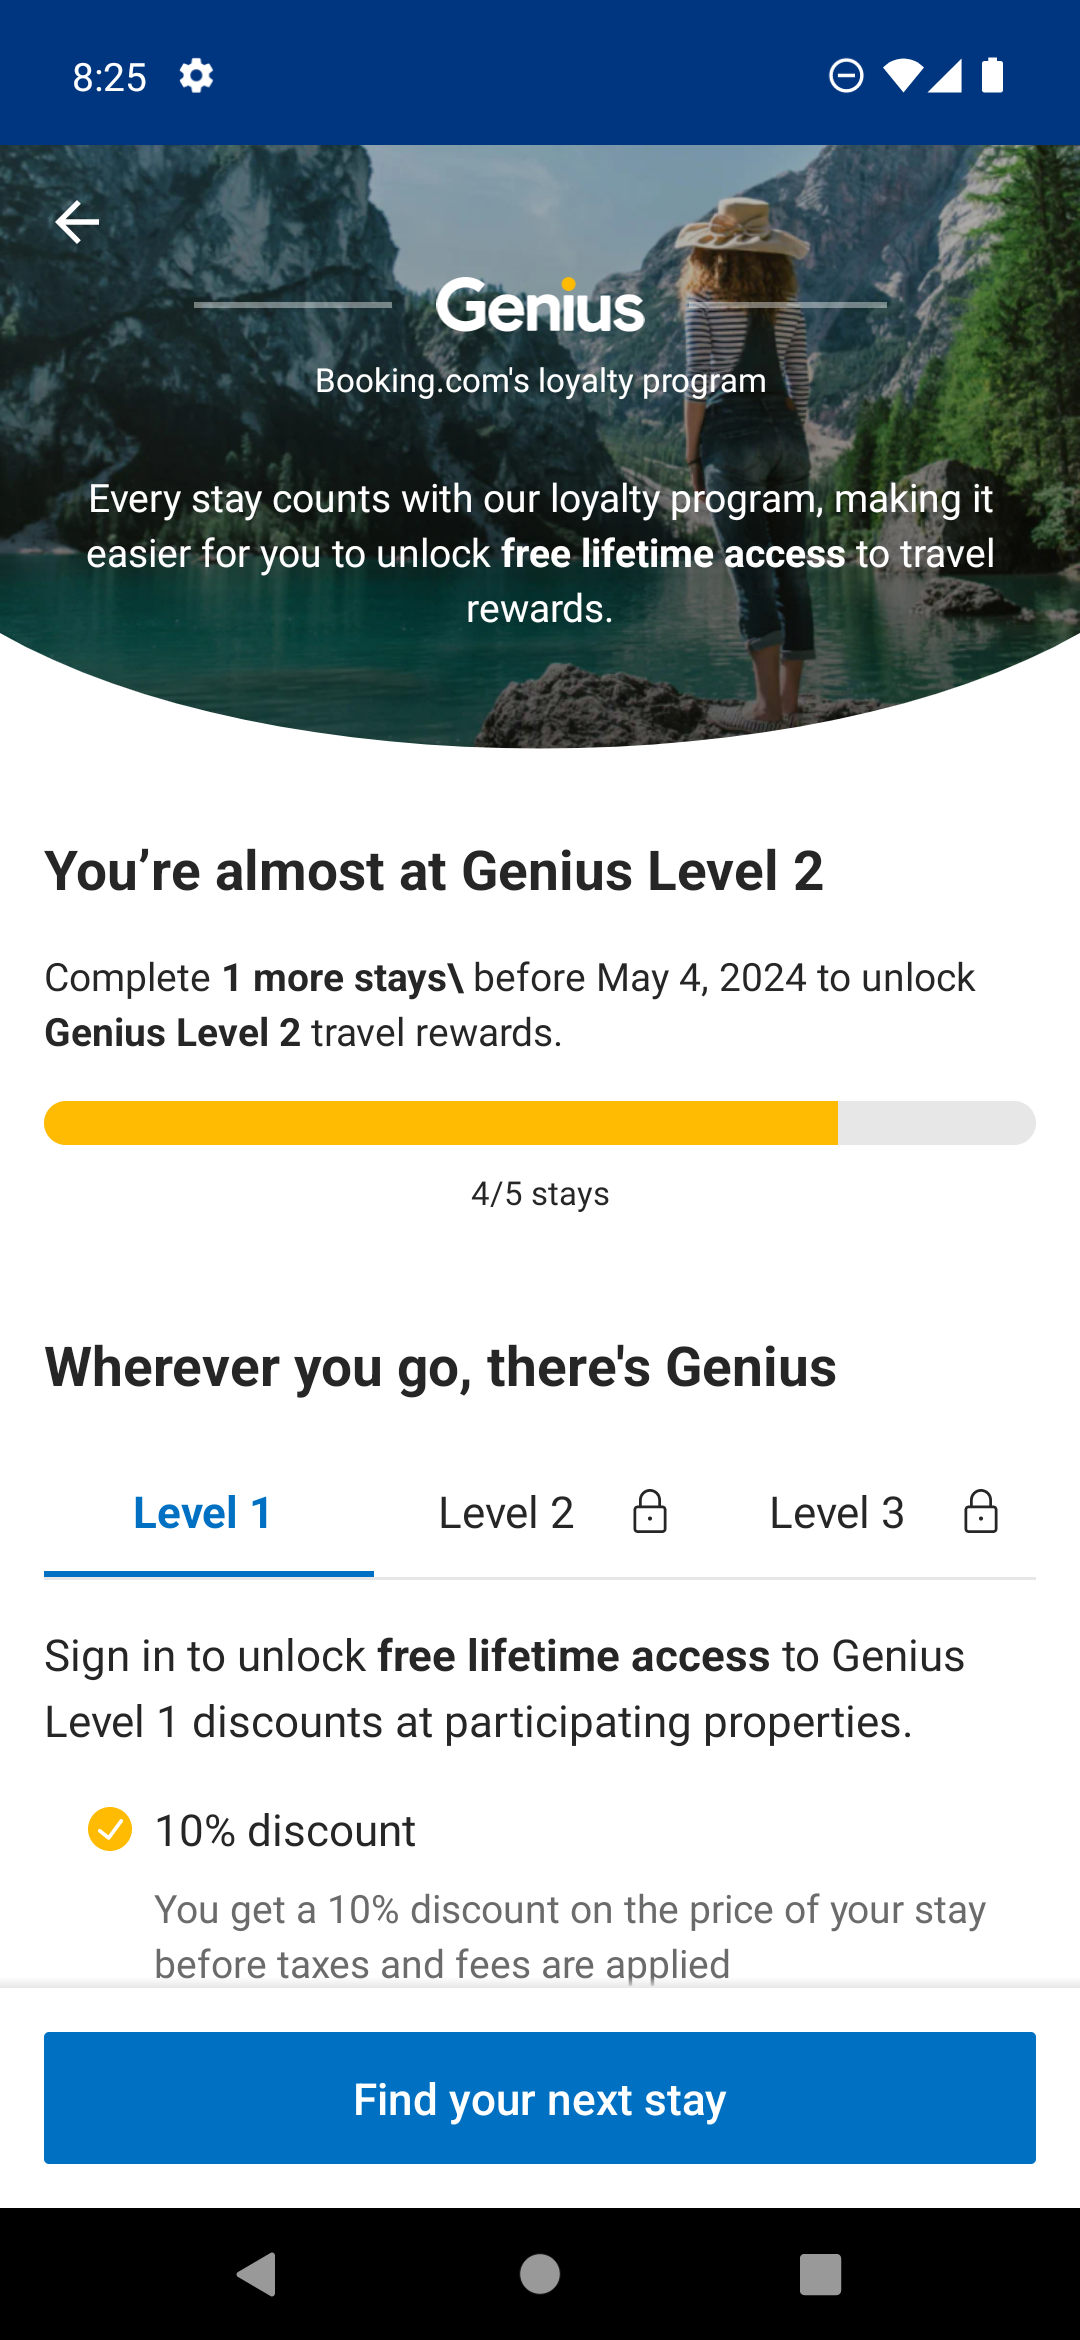 8:25
Genius
Booking.com's loyalty program
Every stay counts with our loyalty program, making it
easier for you to unlock free lifetime access to travel
rewards.
You’re almost at Genius Level 2
Complete 1 more stays\ before May 4, 2024 to unlock
Genius Level 2 travel rewards.
4/5 stays
Wherever you go, there's Genius
Level 1 Level 2 Level 3
Sign in to unlock free lifetime access to Genius
Level 1 discounts at participating properties.
10% discount
You get a 10% discount on the price of your stay
before taxes and fees are applied
Find your next stay